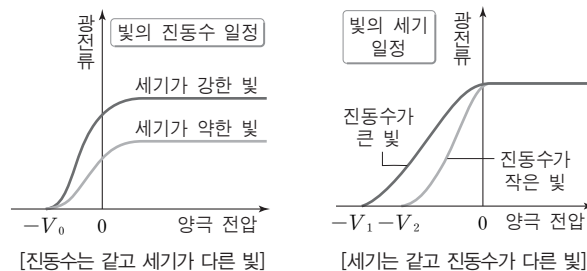 광전류
빛의 진동수 일정
세기가 강한 빛
세기가 약한 빛
$-V_0$ 0 양극 전압
[진동수는 같고 세기가 다른 빛]
빛의 세기
일정
광전류
진동수가
큰 빛
진동수가
작은 빛
$-V_1$ $-V_2$ 0 양극 전압
[세기는 같고 진동수가 다른 빛]